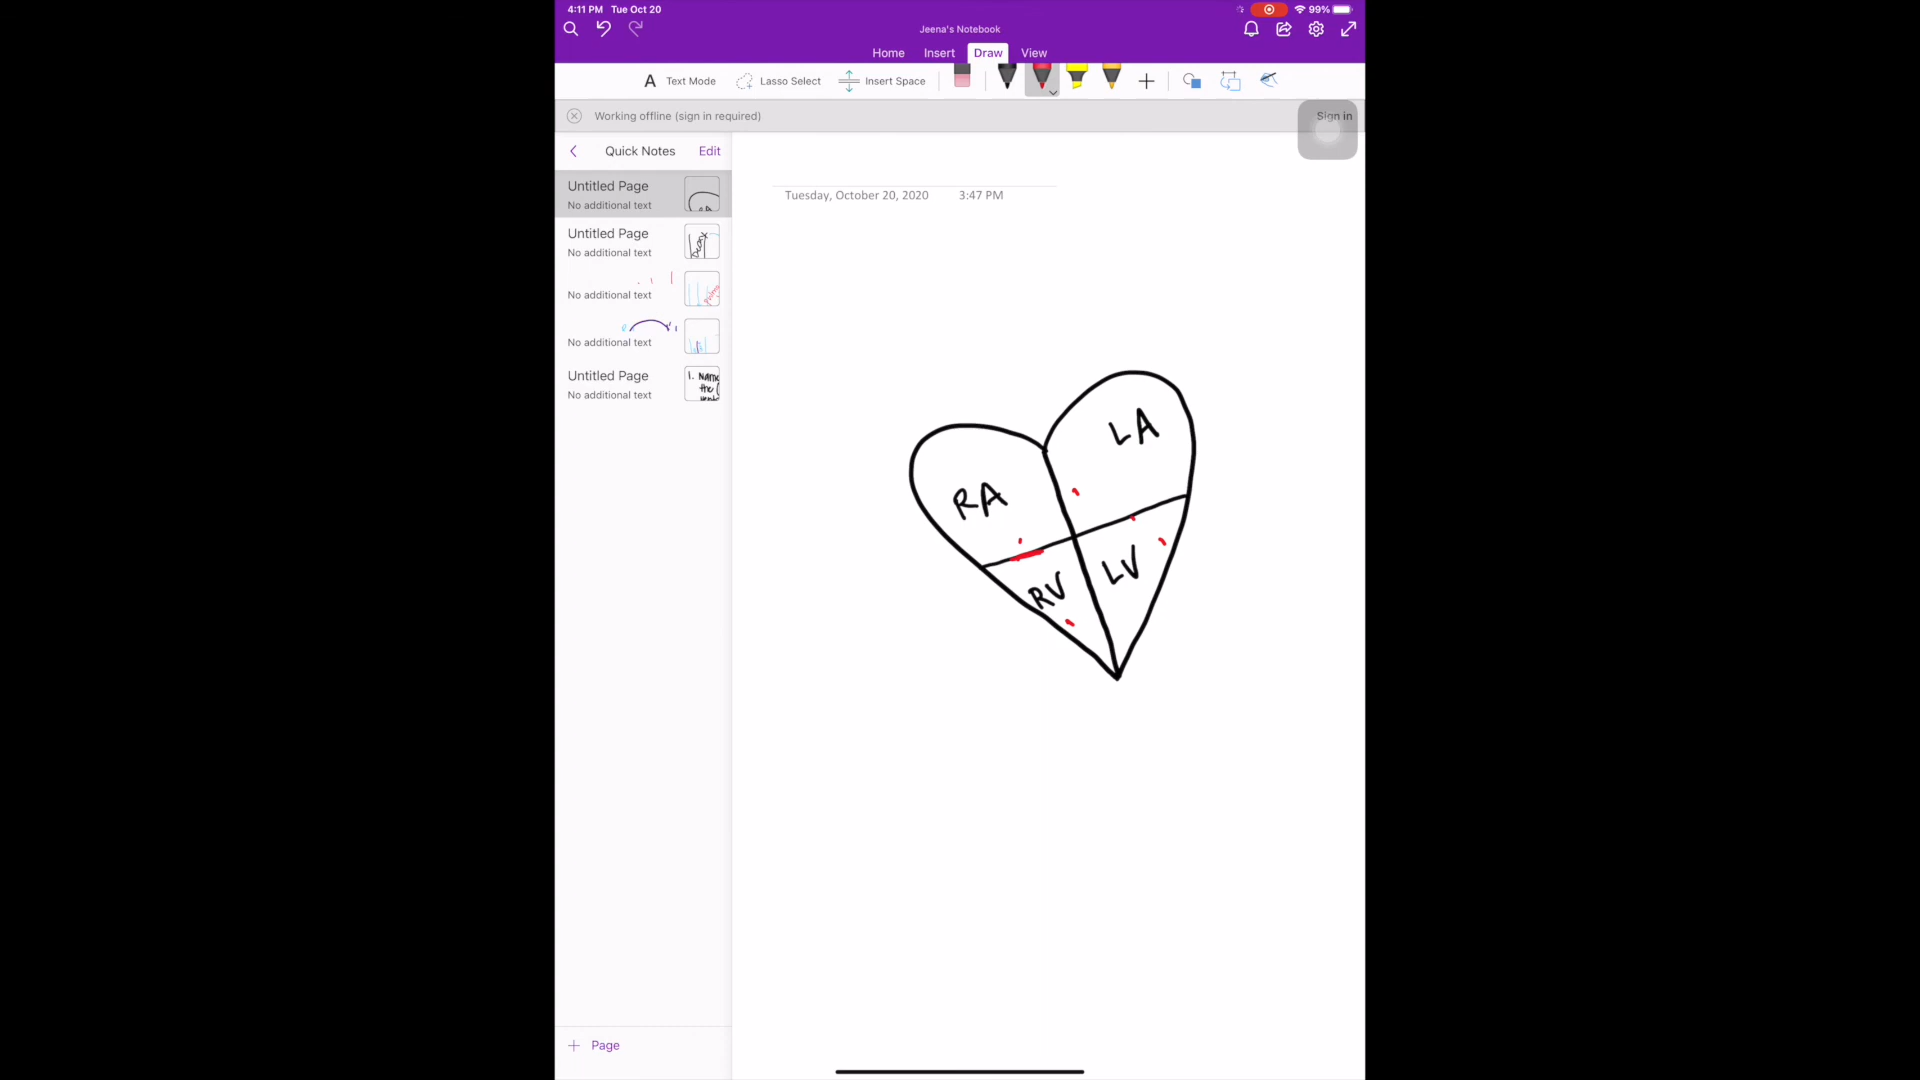 4:11 PM Tue Oct 20
99%
Jeena's Notebook
Home Insert Draw View
A Text Mode Lasso Select Insert Space
Working offline (sign in required) Sign in
Quick Notes Edit
Untitled Page
No additional text
Untitled Page
No additional text
No additional text
No additional text
Untitled Page
No additional text
1. Name
the
Tuesday, October 20, 2020 3:47 PM
LA
RA
LV
RV
+ Page